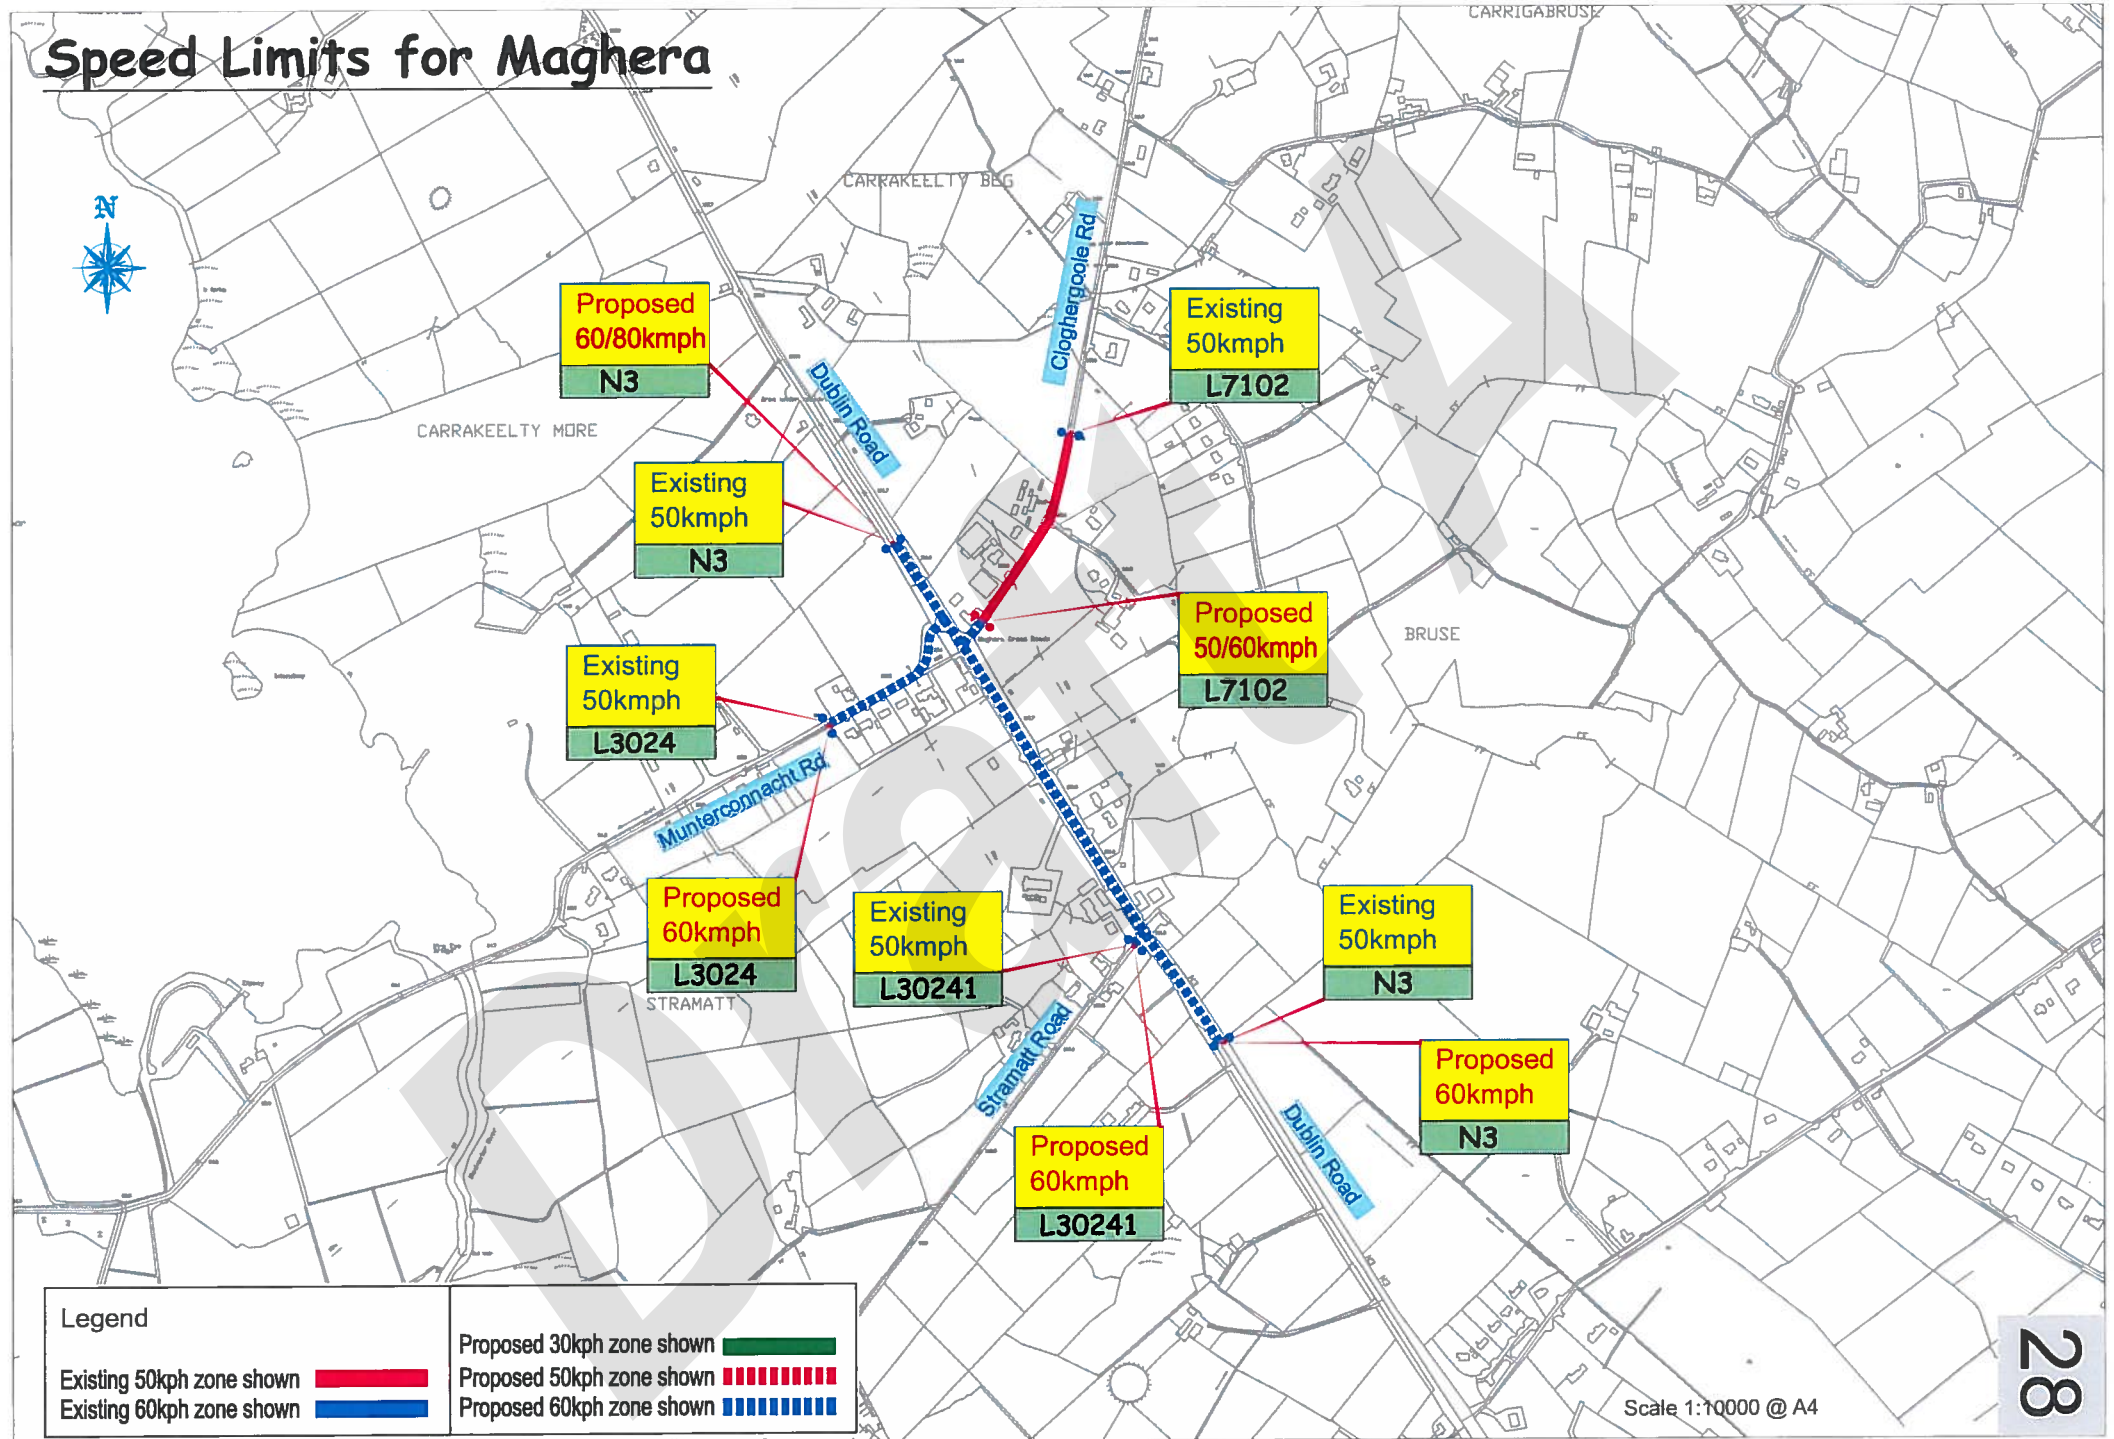 Speed Limits for Maghera
CARRIGABRUSE
N
CARRAKEELTY BEG
Cloghergoole Rd
Proposed
60/80kmph
N3
Existing
50kmph
L7102
Dublin Road
CARRAKEELTY MORE
Existing
50kmph
N3
Proposed
50/60kmph
L7102
BRUSE
Maghera Cross Roads
Existing
50kmph
L3024
Munterconnacht Rd
Proposed
60kmph
L3024
Existing
50kmph
L30241
Existing
50kmph
N3
STRAMATT
Stramatt Road
Proposed
60kmph
N3
Dublin Road
Proposed
60kmph
L30241
Draft A
Legend
Existing 50kph zone shown
Existing 60kph zone shown
Proposed 30kph zone shown
Proposed 50kph zone shown
Proposed 60kph zone shown
Scale 1:10000 @ A4
28